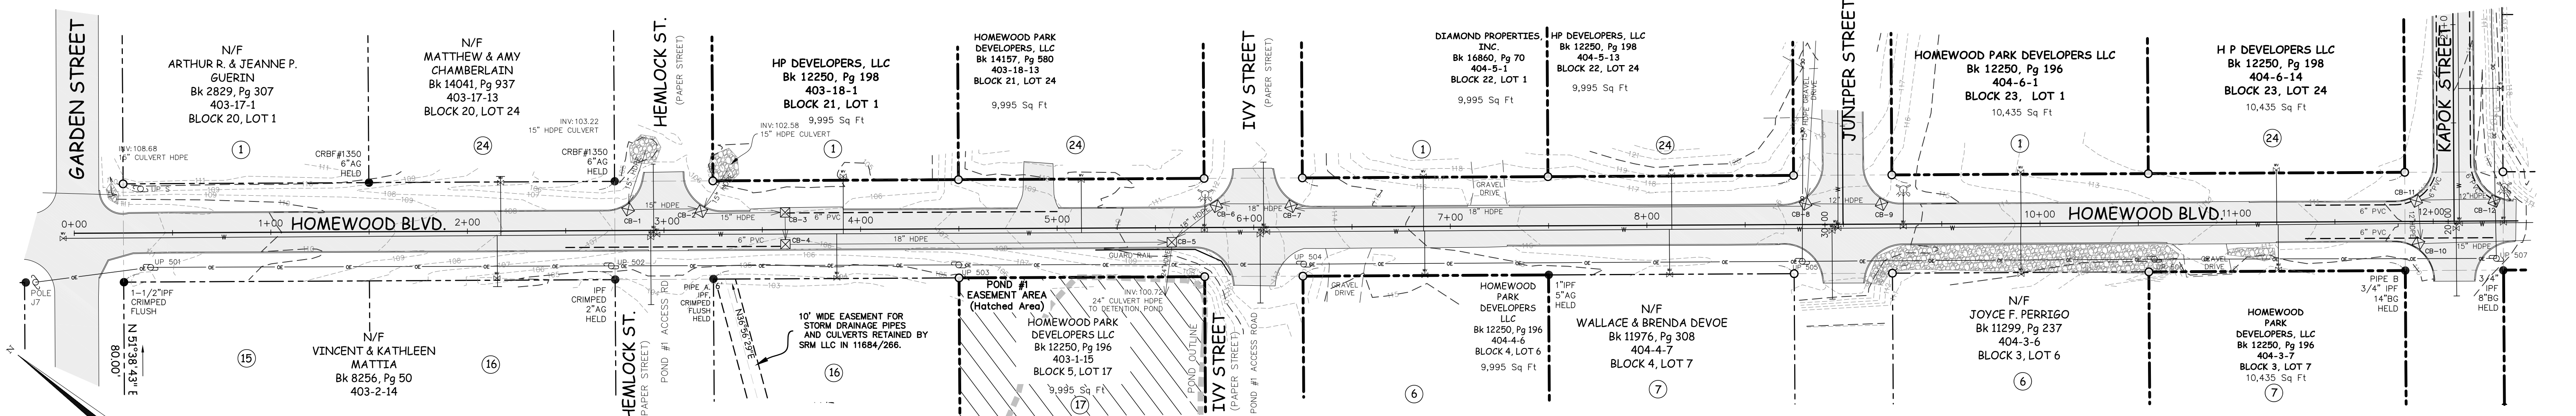 GARDEN STREET
N/F
ARTHUR R. & JEANNE P.
GUERIN
Bk 2829, Pg 307
403-17-1
BLOCK 20, LOT 1
1
INV:108.68
16" CULVERT HDPE
UP S
N/F
MATTHEW & AMY
CHAMBERLAIN
Bk 14041, Pg 937
403-17-13
BLOCK 20, LOT 24
24
CRBF#1350
6"AG
HELD
INV:103.22
15" HDPE CULVERT
CRBF#1350
6"AG
HELD
HEMLOCK ST.
(PAPER STREET)
HP DEVELOPERS, LLC
Bk 12250, Pg 198
403-18-1
BLOCK 21, LOT 1
9,995 Sq Ft
INV:102.58
15" HDPE CULVERT
1
HOMEWOOD PARK
DEVELOPERS, LLC
Bk 14157, Pg 580
403-18-13
BLOCK 21, LOT 24
9,995 Sq Ft
24
IVY STREET
(PAPER STREET)
DIAMOND PROPERTIES,
INC.
Bk 16860, Pg 70
404-5-1
BLOCK 22, LOT 1
9,995 Sq Ft
1
GRAVEL
DRIVE
HP DEVELOPERS, LLC
Bk 12250, Pg 198
404-5-13
BLOCK 22, LOT 24
9,995 Sq Ft
24
GRAVEL
DRIVE
JUNIPER STREET
HOMEWOOD PARK DEVELOPERS LLC
Bk 12250, Pg 196
404-6-1
BLOCK 23, LOT 1
10,435 Sq Ft
1
H P DEVELOPERS, LLC
Bk 12250, Pg 198
404-6-14
BLOCK 23, LOT 24
10,435 Sq Ft
24
KAPOK STREET
0+00
1+00
HOMEWOOD BLVD.
2+00
CB-1
15" HDPE
3+00
CB-2
15" HDPE
CB-3
6" PVC
4+00
5+00
18" HDPE
CB-6
6+00
18" HDPE
CB-7
7+00
18" HDPE
8+00
CB-8
30+00
12" HDPE
CB-9
10+00
HOMEWOOD BLVD.
11+00
6" PVC
CB-11
12+00
CB-12
6" PVC
CB-10
15" HDPE
6" PVC
CB-4
18" HDPE
CB-5
GUARD RAIL
UP 501
UP 502
UP 503
UP 504
UP 505
UP 507
POLE
J7
1-1/2"IPF
CRIMPED
FLUSH
N 51°38'43" E
80.00'
15
N/F
VINCENT & KATHLEEN
MATTIA
Bk 8256, Pg 50
403-2-14
16
IPF
CRIMPED
2"AG
HELD
HEMLOCK ST.
(PAPER STREET)
POND #1 ACCESS RD
PIPE A.
IPF,
CRIMPED
FLUSH
HELD
N36°56'29"E
10' WIDE EASEMENT FOR
STORM DRAINAGE PIPES
AND CULVERTS RETAINED BY
SRM LLC IN 11684/266.
16
POND #1
EASEMENT AREA
(Hatched Area)
HOMEWOOD PARK
DEVELOPERS LLC
Bk 12250, Pg 196
403-1-15
BLOCK 5, LOT 17
9,995 Sq Ft
17
INV:100.72
24" CULVERT HDPE
TO DETENTION POND
POND OUTLINE
IVY STREET
(PAPER STREET)
POND #1 ACCESS ROAD
GRAVEL
DRIVE
6
HOMEWOOD
PARK
DEVELOPERS
LLC
Bk 12250, Pg 196
404-4-6
BLOCK 4, LOT 6
9,995 Sq Ft
1"IPF
5"AG
HELD
N/F
WALLACE & BRENDA DEVOE
Bk 11976, Pg 308
404-4-7
BLOCK 4, LOT 7
7
N/F
JOYCE F. PERRIGO
Bk 11299, Pg 237
404-3-6
BLOCK 3, LOT 6
6
GRAVEL
DRIVE
HOMEWOOD
PARK
DEVELOPERS, LLC
Bk 12250, Pg 196
404-3-7
BLOCK 3, LOT 7
10,435 Sq Ft
7
PIPE B
3/4" IPF
14"BG
HELD
3/4"
IPF
8"BG
HELD